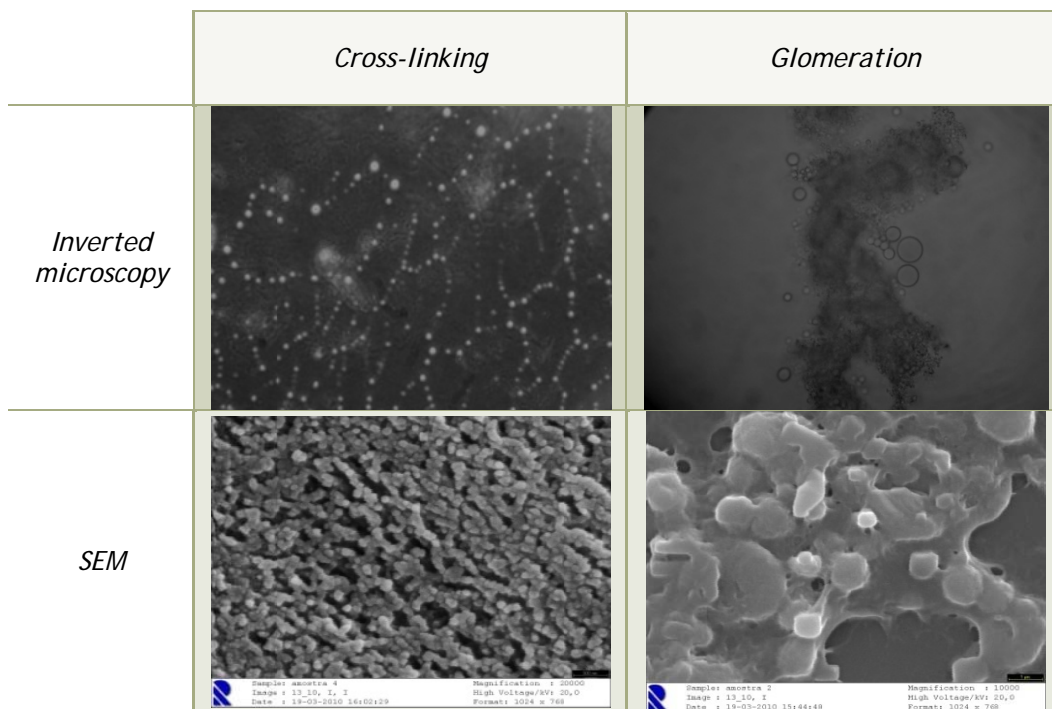 Cross-linking
Glomeration
Inverted
microscopy
SEM
Sample: amostra 4
Magnification : 20000
Image : 13_10, I, I
High Voltage/kV: 20,0
Date : 19-03-2010 16:02:29
Format: 1024 x 768
Sample: amostra 2
Magnification : 10000
Image : 13_10, I
High Voltage/kV: 20,0
Date : 19-03-2010 15:44:49
Format: 1024 x 768